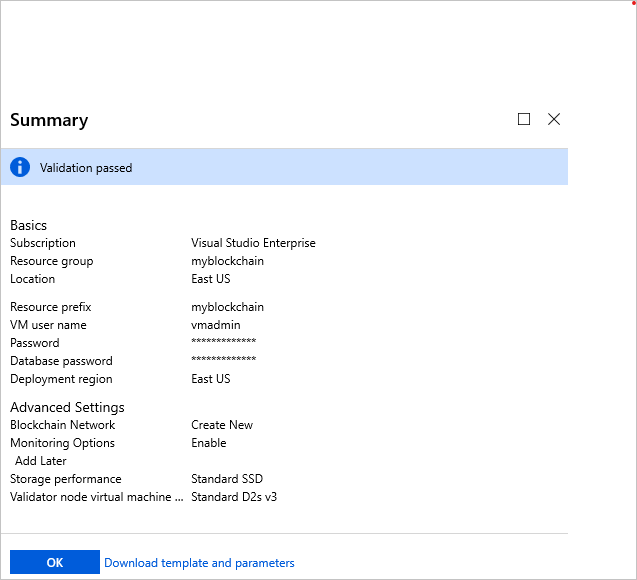 Summary
Validation passed
Basics
Subscription Visual Studio Enterprise
Resource group myblockchain
Location East US
Resource prefix myblockchain
VM user name vmadmin
Password *************
Database password *************
Deployment region East US
Advanced Settings
Blockchain Network Create New
Monitoring Options Enable
Add Later
Storage performance Standard SSD
Validator node virtual machine ... Standard D2s v3
OK Download template and parameters